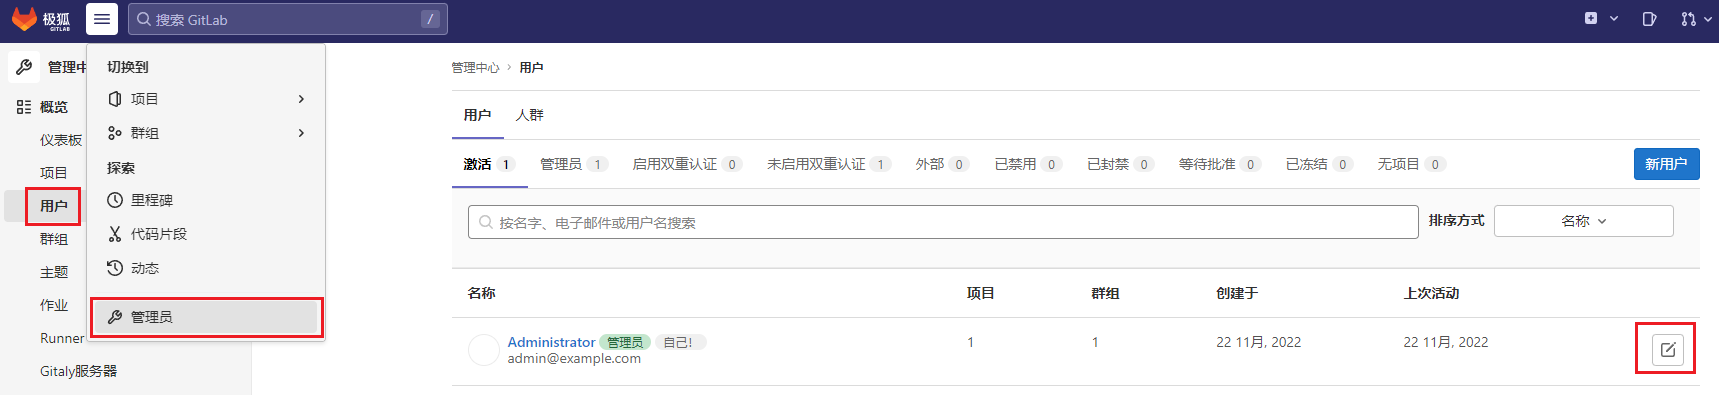 极狐
GITLAB
搜索 GitLab
/
管理中
概览
仪表板
项目
用户
群组
主题
作业
Runner
Gitaly服务器
切换到
项目
群组
探索
里程碑
代码片段
动态
管理员
管理中心 › 用户
用户 人群
激活 1 管理员 1 启用双重认证 0 未启用双重认证 1 外部 0 已禁用 0 已封禁 0 等待批准 0 已冻结 0 无项目 0 新用户
按名字、电子邮件或用户名搜索 排序方式 名称
名称 项目 群组 创建于 上次活动
Administrator 管理员 自己! 1 1 22 11月, 2022 22 11月, 2022
admin@example.com